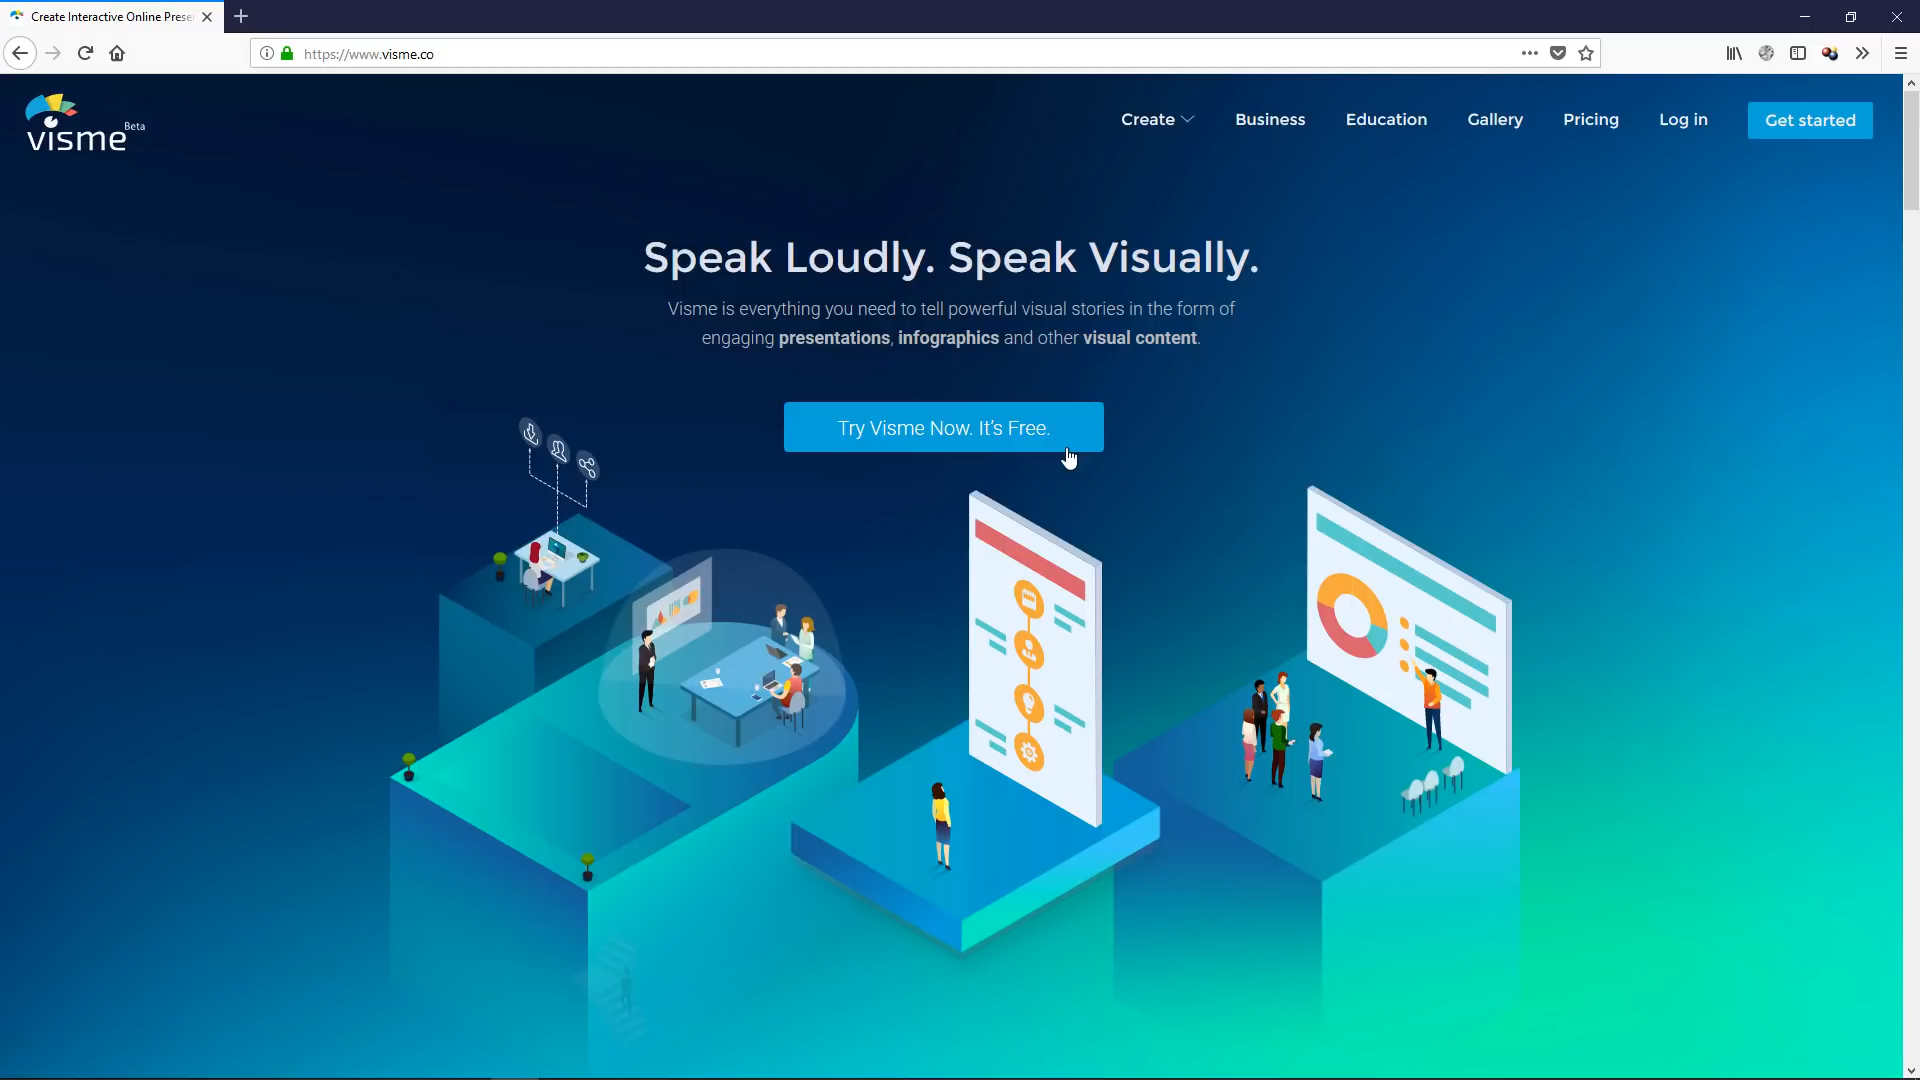 Create Interactive Online Prese
https://www.visme.co
visme Beta
Create
Business
Education
Gallery
Pricing
Log in
Get started
Speak Loudly. Speak Visually.
Visme is everything you need to tell powerful visual stories in the form of
engaging presentations, infographics and other visual content.
Try Visme Now. It's Free.